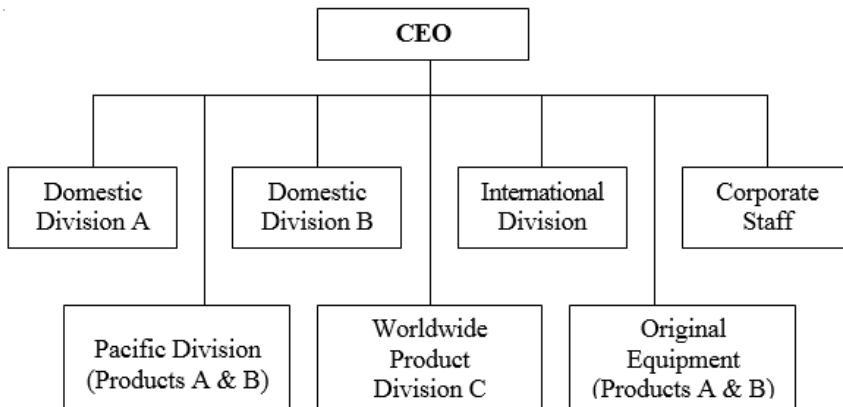 CEO
Domestic
Division A
Domestic
Division B
International
Division
Corporate
Staff
Pacific Division
(Products A & B)
Worldwide
Product
Division C
Original
Equipment
(Products A & B)